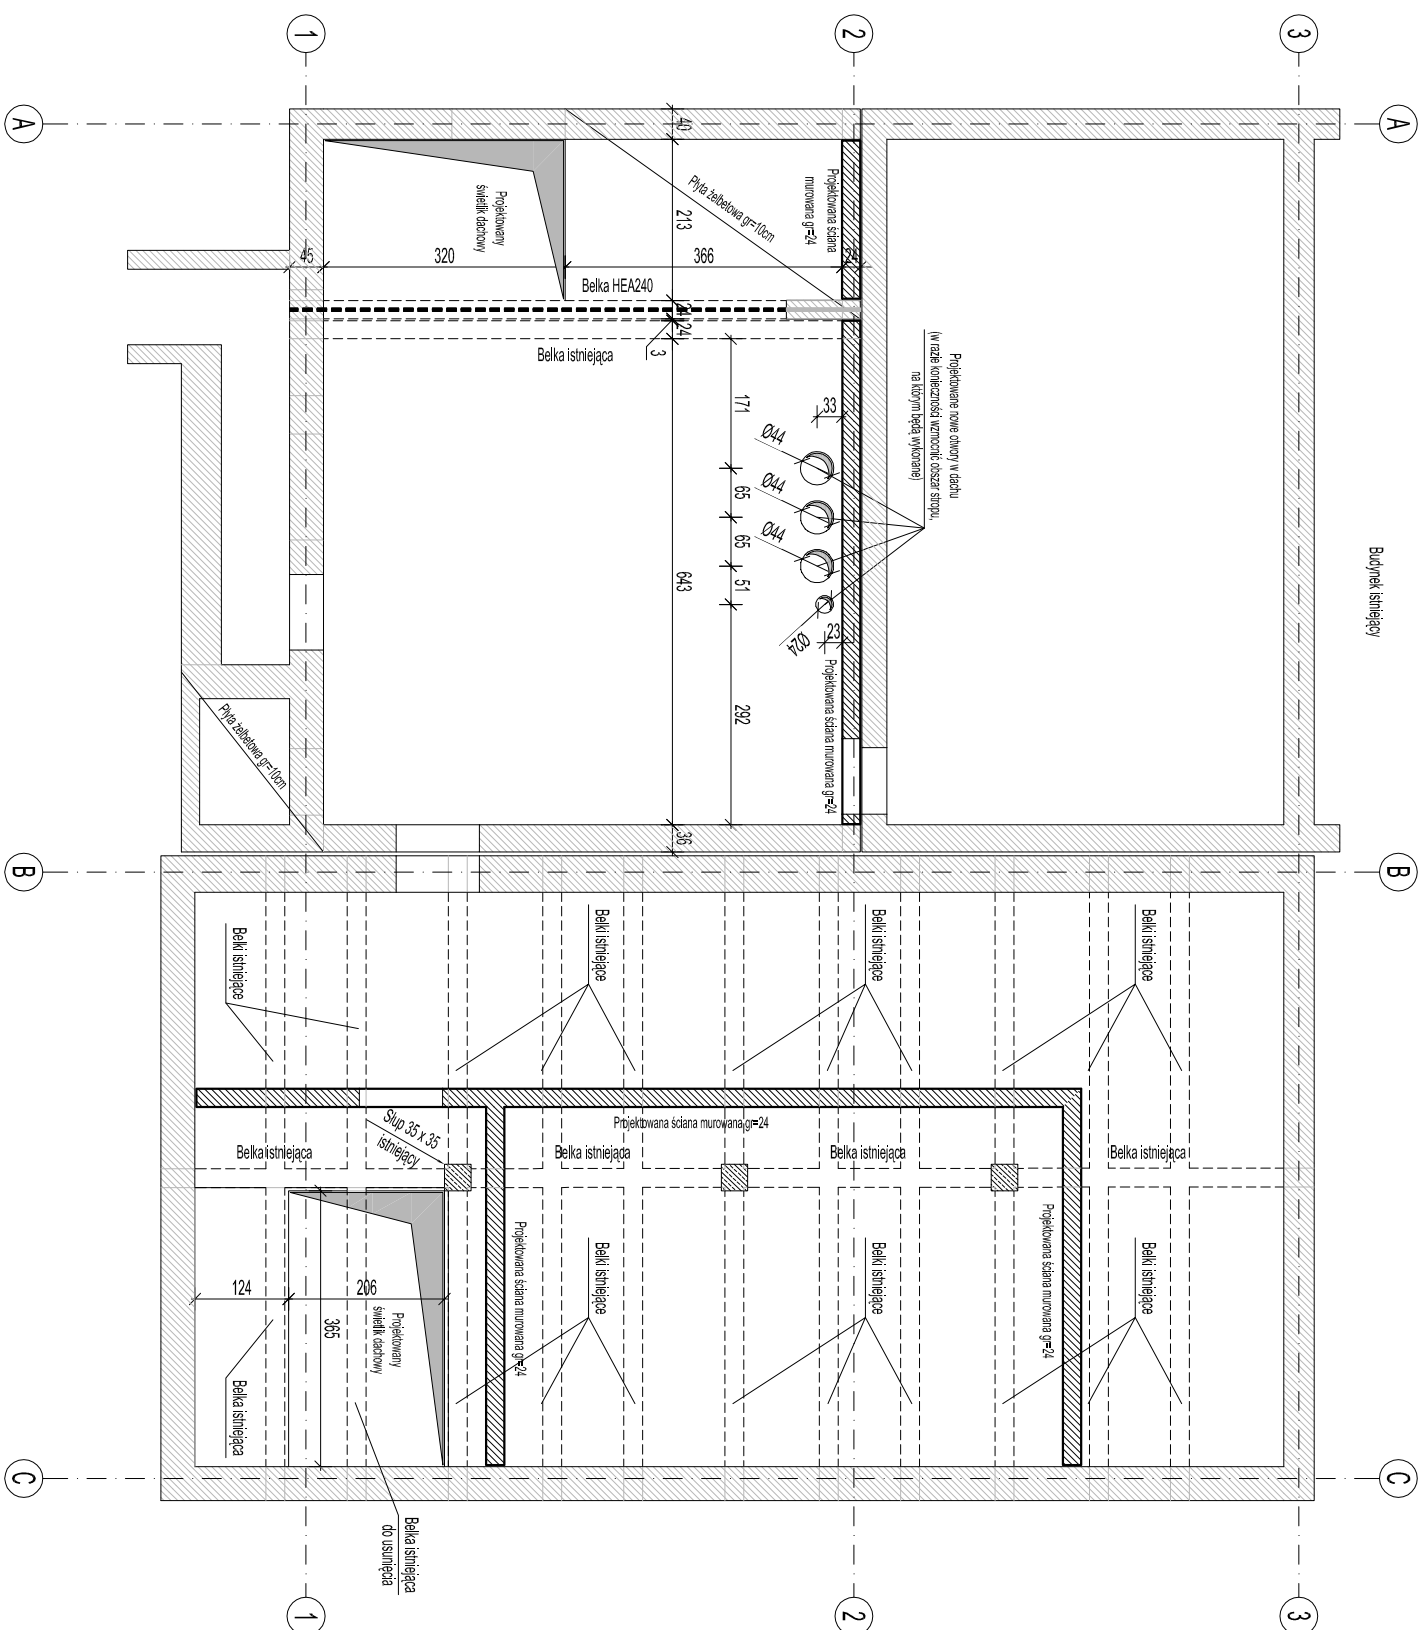 1
2
3
A
A
40
213
Projektowany
świetlik dachowy
Płyta żelbetowa gr=10cm
Projektowana ściana
murowana gr=24
45
320
366
24
Belka HEA240
24
24
3
Belka istniejąca
Projektowane nowe otwory w dachu
(w razie konieczności wzmocnić obszar stropu,
na którym będą wykonane)
171
33
Ø44
65
Ø44
65
Ø44
51
643
Ø24
23
292
Projektowana ściana murowana gr=24
Budynek istniejący
Płyta żelbetowa gr=10cm
36
B
B
Belki istniejące
Belki istniejące
Belki istniejące
Belki istniejące
Projektowana ściana murowana gr=24
Słup 35 x 35
istniejący
Belka istniejąca
Belka istniejąca
Belka istniejąca
Belka istniejąca
Projektowana ściana murowana gr=24
Projektowana ściana murowana gr=24
Belki istniejące
Belki istniejące
Belki istniejące
124
206
365
Projektowany
świetlik dachowy
Belka istniejąca
C
C
Belka istniejąca
do usunięcia
1
2
3